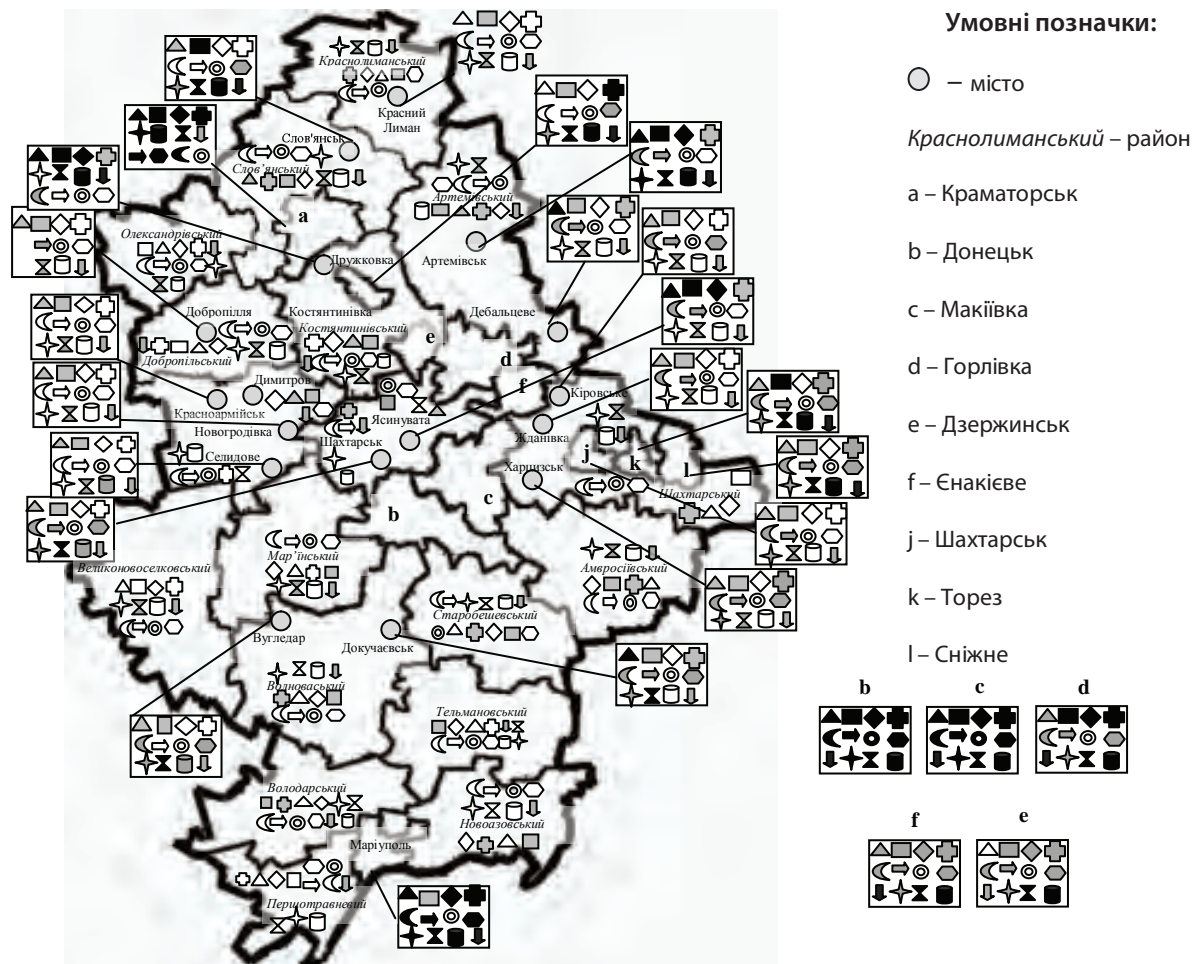 Умовні позначки:
– місто
Краснолиманський – район
a – Краматорськ
b – Донецьк
c – Макіївка
d – Горлівка
e – Дзержинськ
f – Єнакієве
j – Шахтарськ
k – Торез
l – Сніжне
b
c
d
f
e
Краснолиманський
Красний
Лиман
Слов'янськ
Слов'янський
Артемівський
a
Олександрівський
Дружковка
Артемівськ
Добропілля
Костянтинівка
Костянтинівський
Дебальцеве
e
d
Добропільський
Димитров
f
Кіровське
Красноармійськ
Ясинувата
Новогродівка
Жданівка
Шахтарськ
Селидове
j
k
l
Харцизськ
Шахтарський
c
b
Мар'їнський
Великоновоселковський
Амвросіївський
Старобешевський
Вугледар
Докучаєвськ
Волноваський
Тельмановський
Володарський
Новоазовський
Маріуполь
Першотравневий